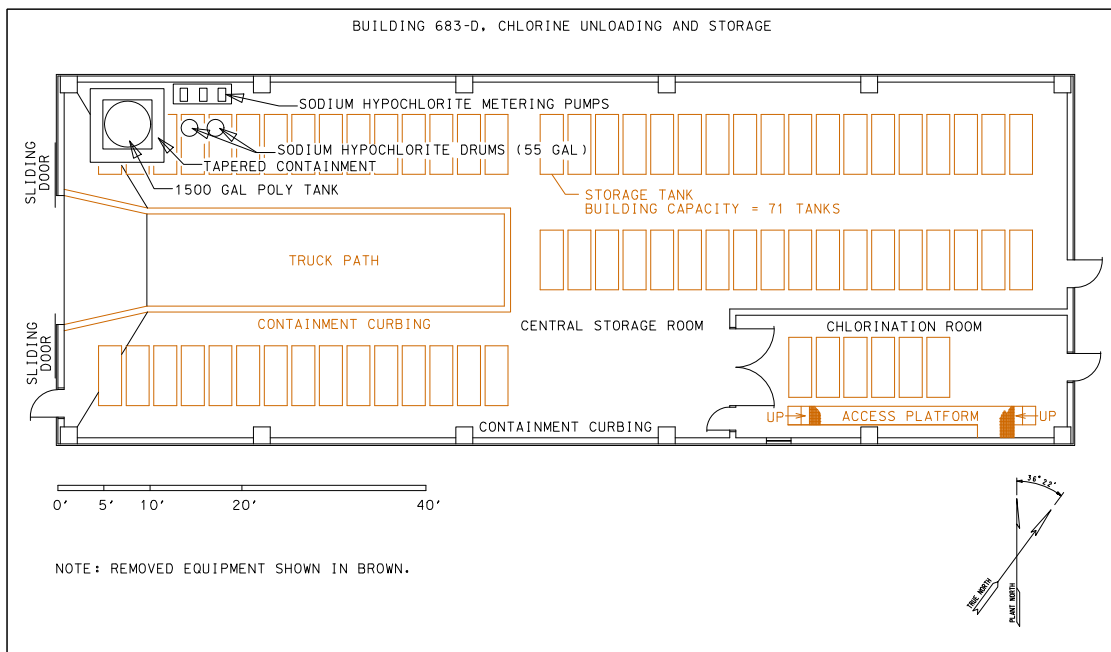 BUILDING 683-D, CHLORINE UNLOADING AND STORAGE
SODIUM HYPOCHLORITE METERING PUMPS
SODIUM HYPOCHLORITE DRUMS (55 GAL)
TAPERED CONTAINMENT
1500 GAL POLY TANK
SLIDING
DOOR
STORAGE TANK
BUILDING CAPACITY = 71 TANKS
TRUCK PATH
CONTAINMENT CURBING
CENTRAL STORAGE ROOM
CHLORINATION ROOM
SLIDING
DOOR
UP
ACCESS PLATFORM
UP
CONTAINMENT CURBING
0' 5' 10' 20' 40'
NOTE: REMOVED EQUIPMENT SHOWN IN BROWN.
36° 22'
TRUE NORTH
PLANT NORTH